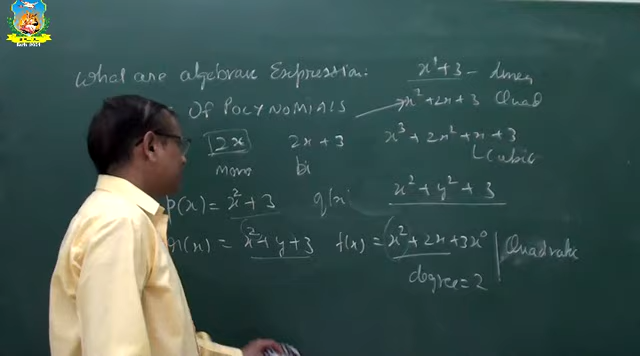 What are algebraic Expression:
x¹+3 - linear
OF POLYNOMIALS
x²+2x+3 Quad
2x
2x+3
x³+2x²+x+3
mono
bi
Cubic
p(x)= x²+3
q(x)
x²+y²+3
r(x) = x²+y+3
f(x) = x²+2x+3x⁰
Quadratic
degree=2